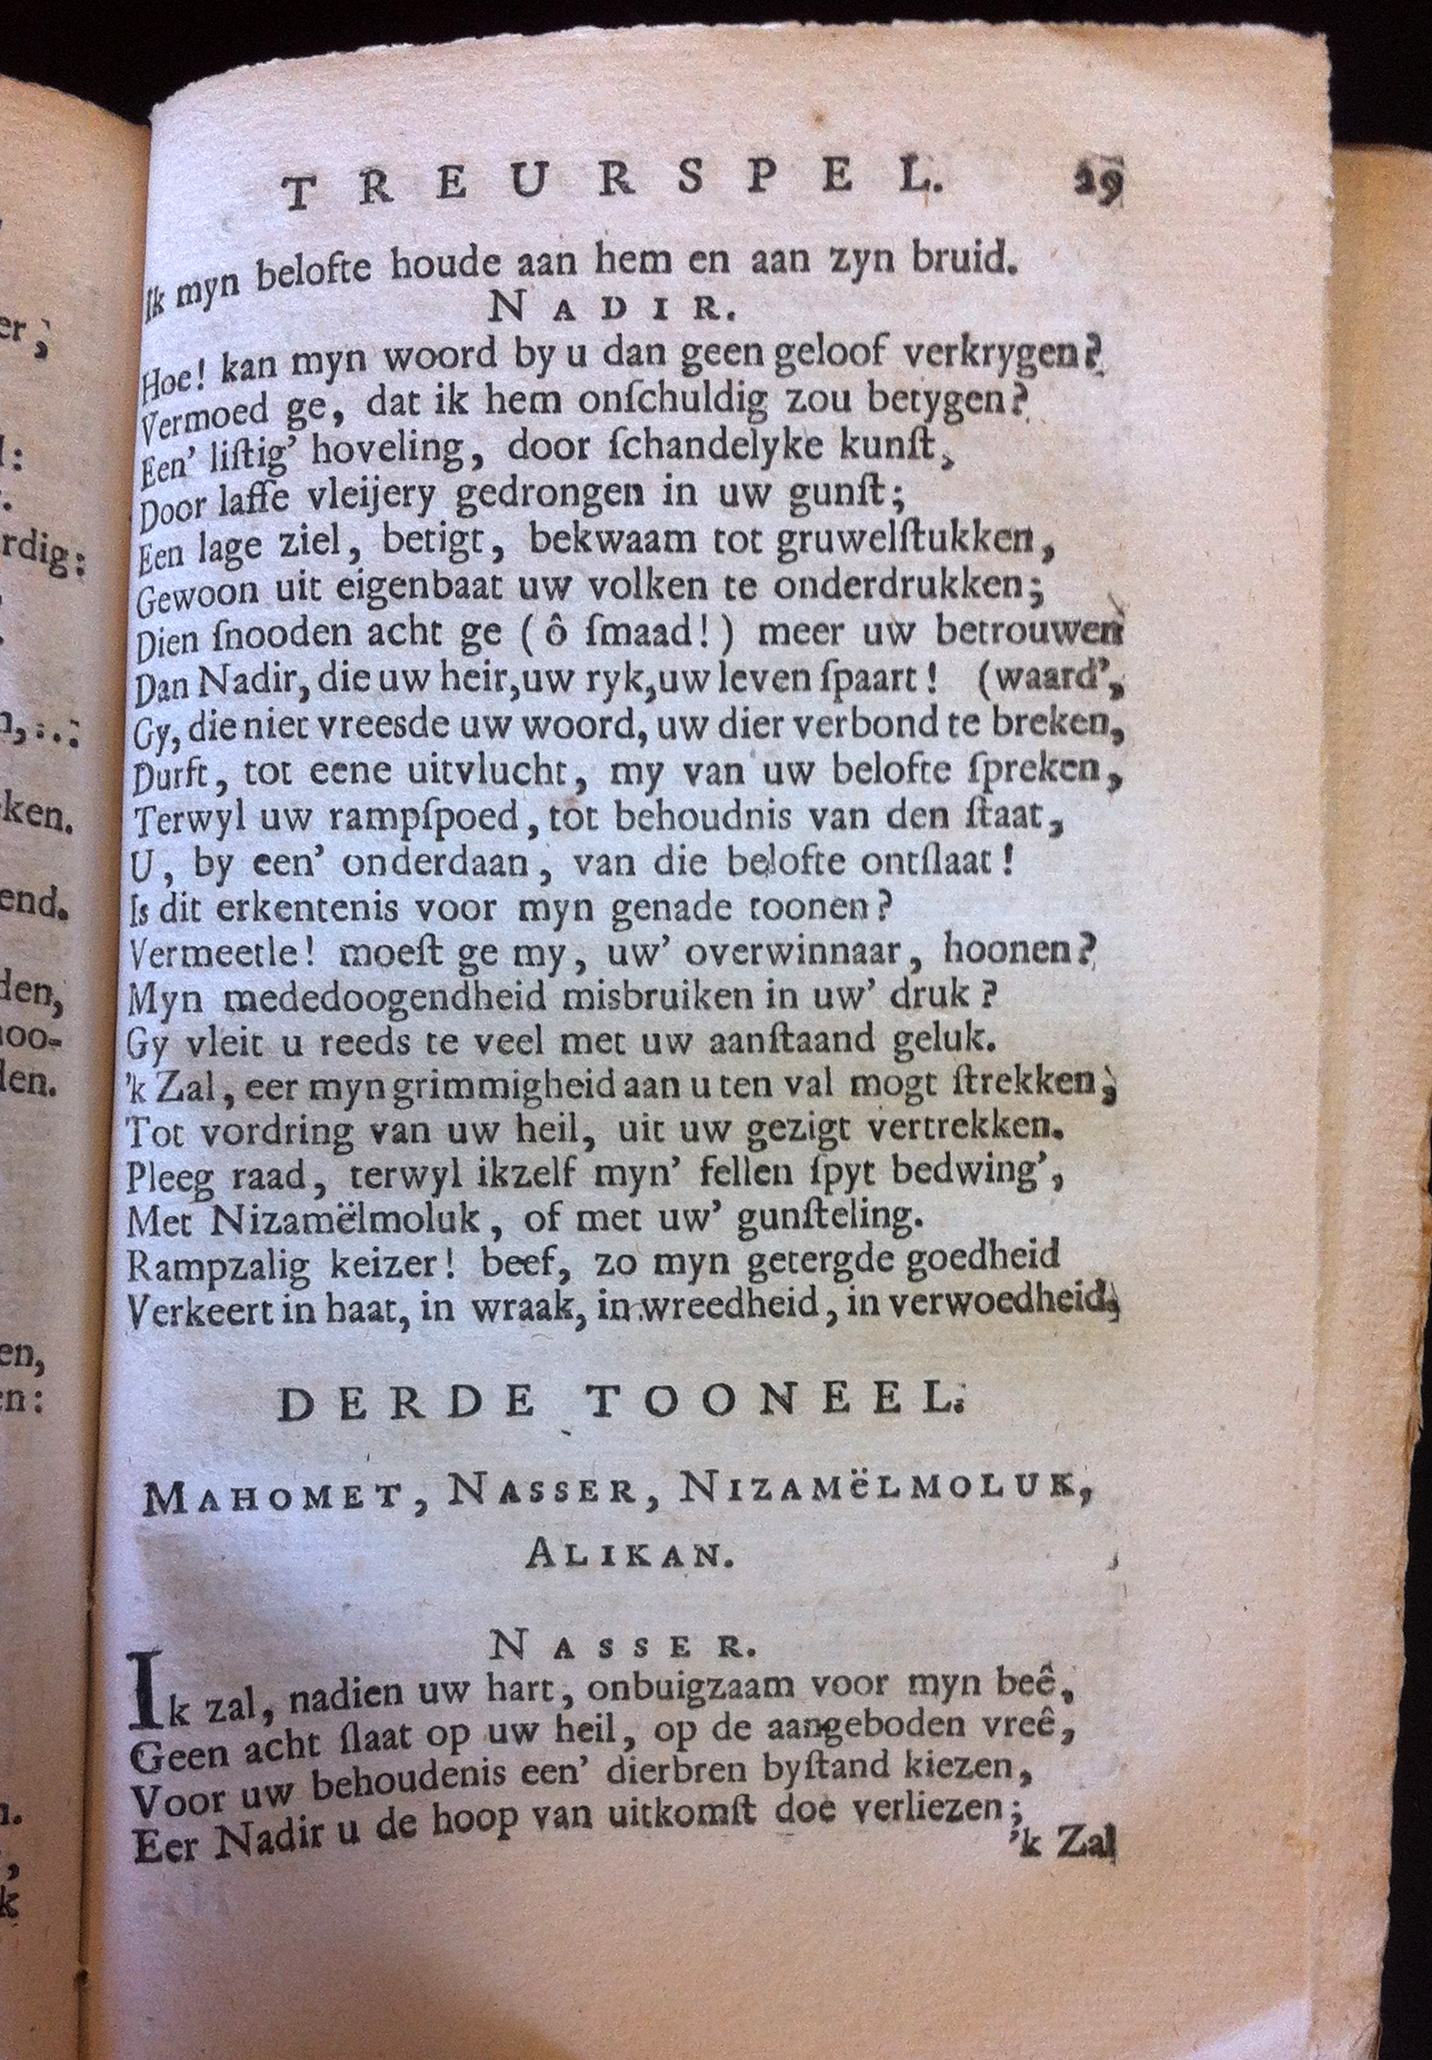 TREURSPEL. 29
Ik myn belofte houde aan hem en aan zyn bruid.
NADIR.
Hoe! kan myn woord by u dan geen geloof verkrygen?
Vermoed ge, dat ik hem onſchuldig zou betygen?
Een' liſtig' hoveling, door ſchandelyke kunſt,
Door laffe vleijery gedrongen in uw gunſt;
Een lage ziel, betigt, bekwaam tot gruwelſtukken,
Gewoon uit eigenbaat uw volken te onderdrukken;
Dien ſnooden acht ge (ô ſmaad!) meer uw betrouwen
Dan Nadir, die uw heir, uw ryk, uw leven ſpaart! (waard',
Gy, die niet vreesde uw woord, uw dier verbond te breken,
Durft, tot eene uitvlucht, my van uw belofte ſpreken,
Terwyl uw rampſpoed, tot behoudnis van den ſtaat,
U, by een' onderdaan, van die belofte ontſlaat!
Is dit erkentenis voor myn genade toonen?
Vermeetle! moeſt ge my, uw' overwinnaar, hoonen?
Myn mededoogendheid misbruiken in uw' druk?
Gy vleit u reeds te veel met uw aanſtaand geluk.
'k Zal, eer myn grimmigheid aan u ten val mogt ſtrekken,
Tot vordring van uw heil, uit uw gezigt vertrekken.
Pleeg raad, terwyl ikzelf myn' fellen ſpyt bedwing',
Met Nizamëlmoluk, of met uw' gunſteling.
Rampzalig keizer! beef, zo myn getergde goedheid
Verkeert in haat, in wraak, in wreedheid, in verwoedheid.
DERDE TOONEEL.
MAHOMET, NASSER, NIZAMëLMOLUK,
ALIKAN.
NASSER.
Ik zal, nadien uw hart, onbuigzaam voor myn beê,
Geen acht ſlaat op uw heil, op de aangeboden vreê,
Voor uw behoudenis een' dierbren byſtand kiezen,
Eer Nadir u de hoop van uitkomſt doe verliezen;
'k Zal
er,
l:
rdig:
ken.
end.
den,
noo-
den.
en,
en:
k